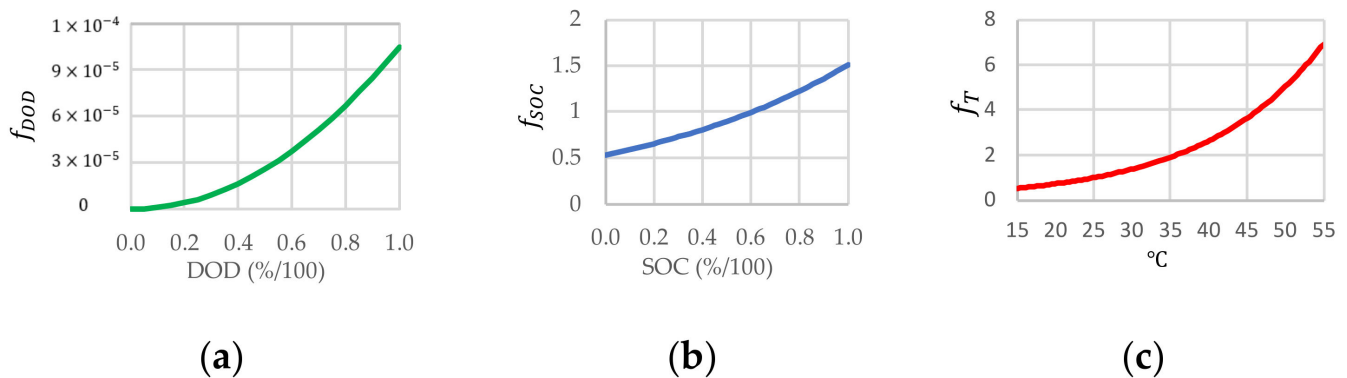 f_DOD
1 × 10⁻⁴
9 × 10⁻⁵
6 × 10⁻⁵
3 × 10⁻⁵
0
0.0 0.2 0.4 0.6 0.8 1.0
DOD (%/100)
(a)
f_SOC
2
1.5
1
0.5
0
0.0 0.2 0.4 0.6 0.8 1.0
SOC (%/100)
(b)
f_T
8
6
4
2
0
15 20 25 30 35 40 45 50 55
°C
(c)